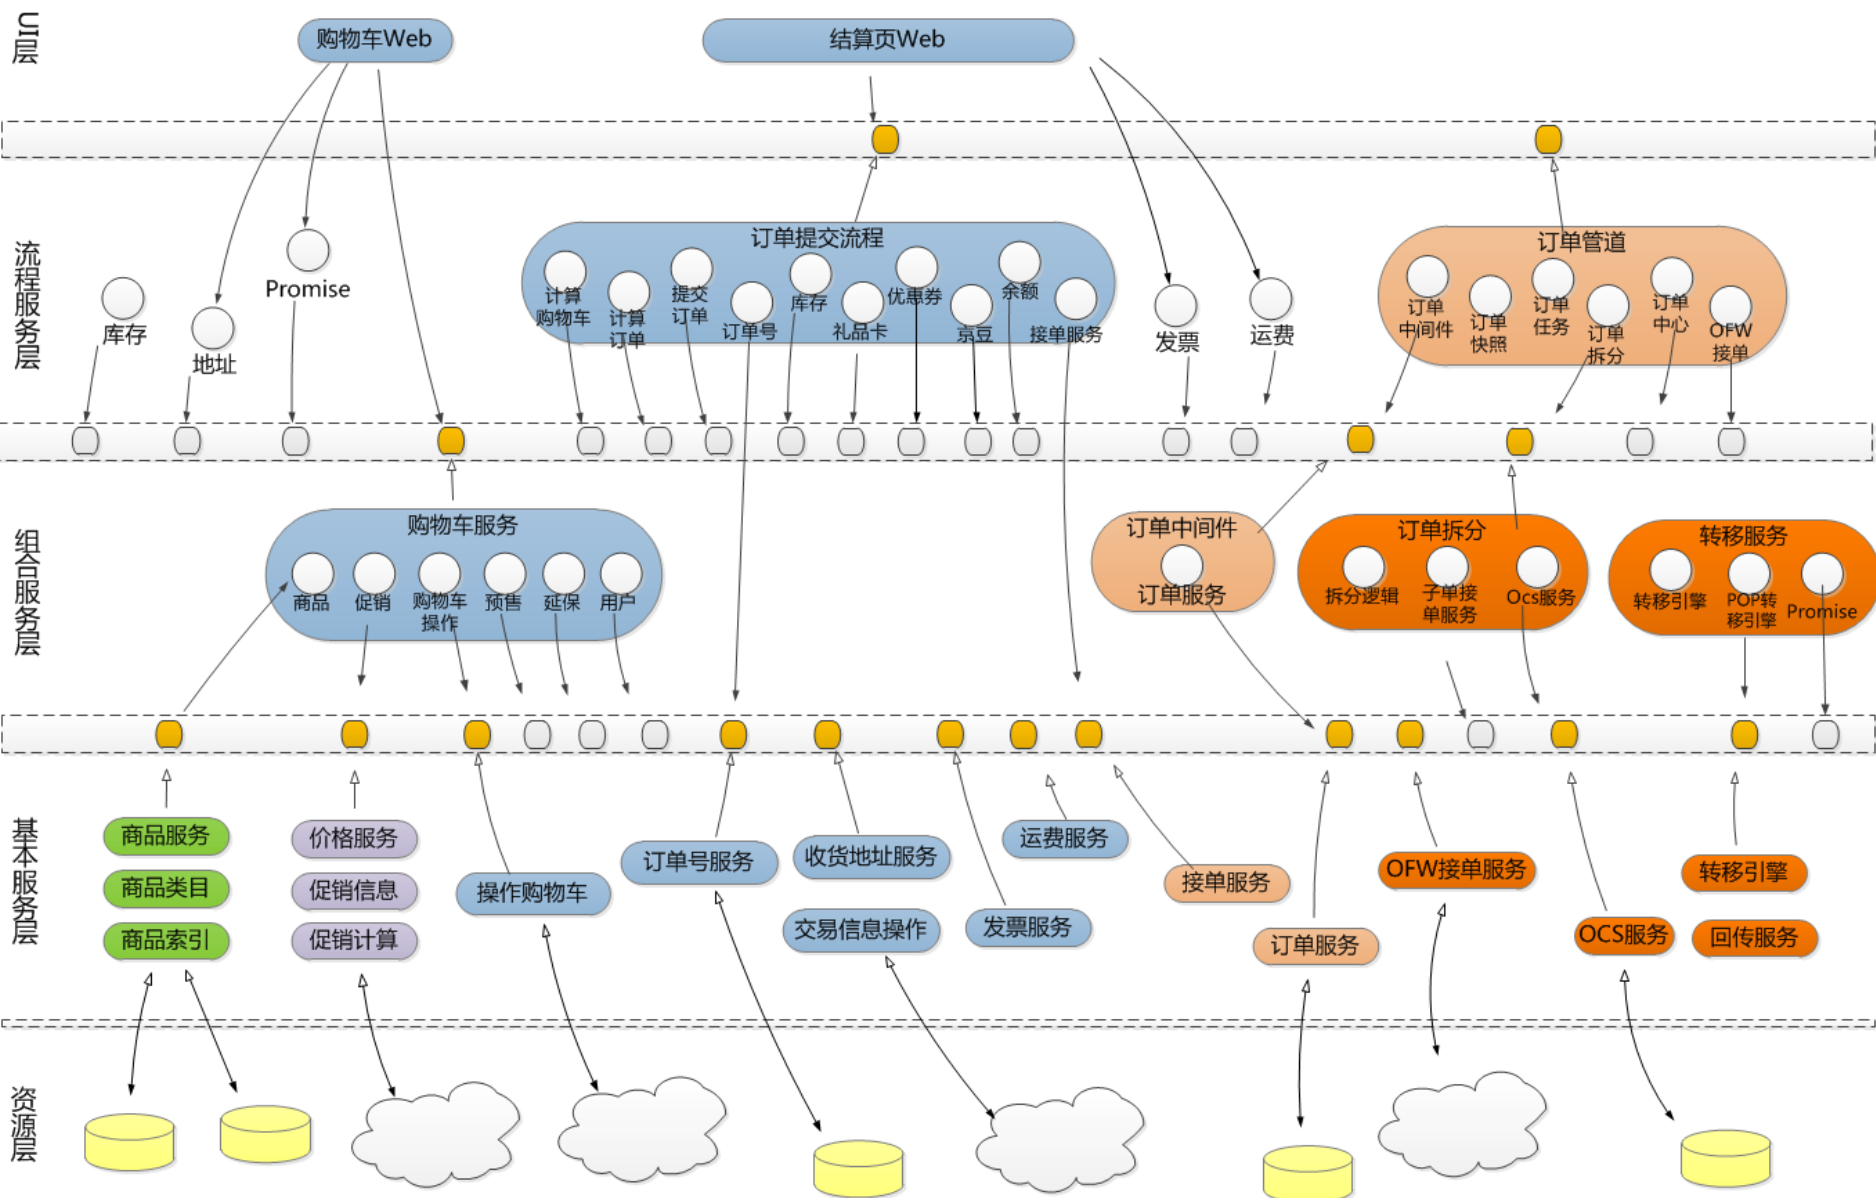 UI层
购物车Web
结算页Web
流程服务层
库存
地址
Promise
订单提交流程
计算
购物车
计算
订单
提交
订单
订单号
库存
礼品卡
优惠券
京豆
余额
接单服务
发票
运费
订单管道
订单
中间件
订单
快照
订单
任务
订单
拆分
订单
中心
OFW
接单
组合服务层
购物车服务
商品
促销
购物车
操作
预售
延保
用户
订单中间件
订单服务
订单拆分
拆分逻辑
子单接
单服务
Ocs服务
转移服务
转移引擎
POP转
移引擎
Promise
基本服务层
商品服务
商品类目
商品索引
价格服务
促销信息
促销计算
操作购物车
订单号服务
收货地址服务
交易信息操作
发票服务
运费服务
接单服务
订单服务
OFW接单服务
OCS服务
转移引擎
回传服务
资源层